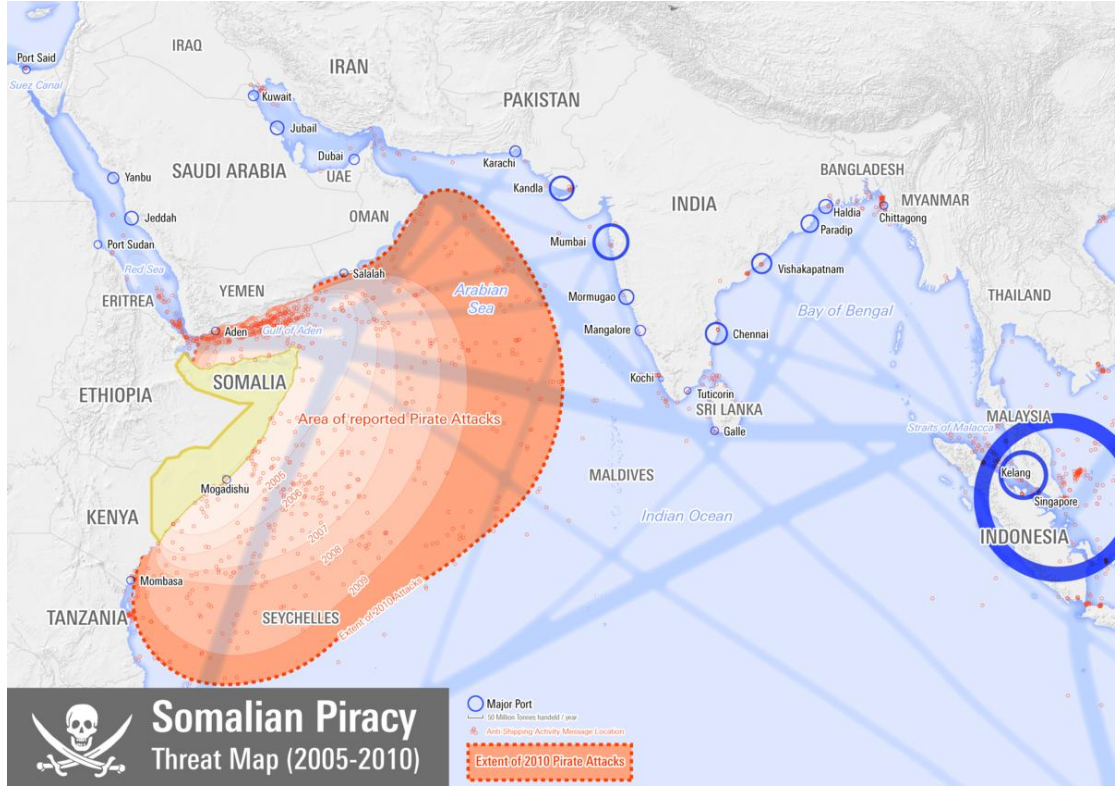 Port Said
Suez Canal
IRAQ
IRAN
Kuwait
Jubail
PAKISTAN
SAUDI ARABIA
Dubai
UAE
Karachi
Kandla
BANGLADESH
Yanbu
OMAN
INDIA
Haldia
MYANMAR
Chittagong
Jeddah
Paradip
Port Sudan
Mumbai
Red Sea
Salalah
Vishakapatnam
ERITREA
YEMEN
Arabian
Sea
Mormugao
THAILAND
Bay of Bengal
Aden
Gulf of Aden
Mangalore
Chennai
ETHIOPIA
SOMALIA
Kochi
Tuticorin
SRI LANKA
MALAYSIA
Area of reported Pirate Attacks
Straits of Malacca
Galle
Mogadishu
2005
2006
2007
2008
2009
Extent of 2010 Attacks
MALDIVES
Kelang
Singapore
KENYA
Indian Ocean
INDONESIA
Mombasa
TANZANIA
SEYCHELLES
Somalian Piracy
Threat Map (2005-2010)
Major Port
50 Million Tonnes handeld / year
Anti-Shipping Activity Message Location
Extent of 2010 Pirate Attacks